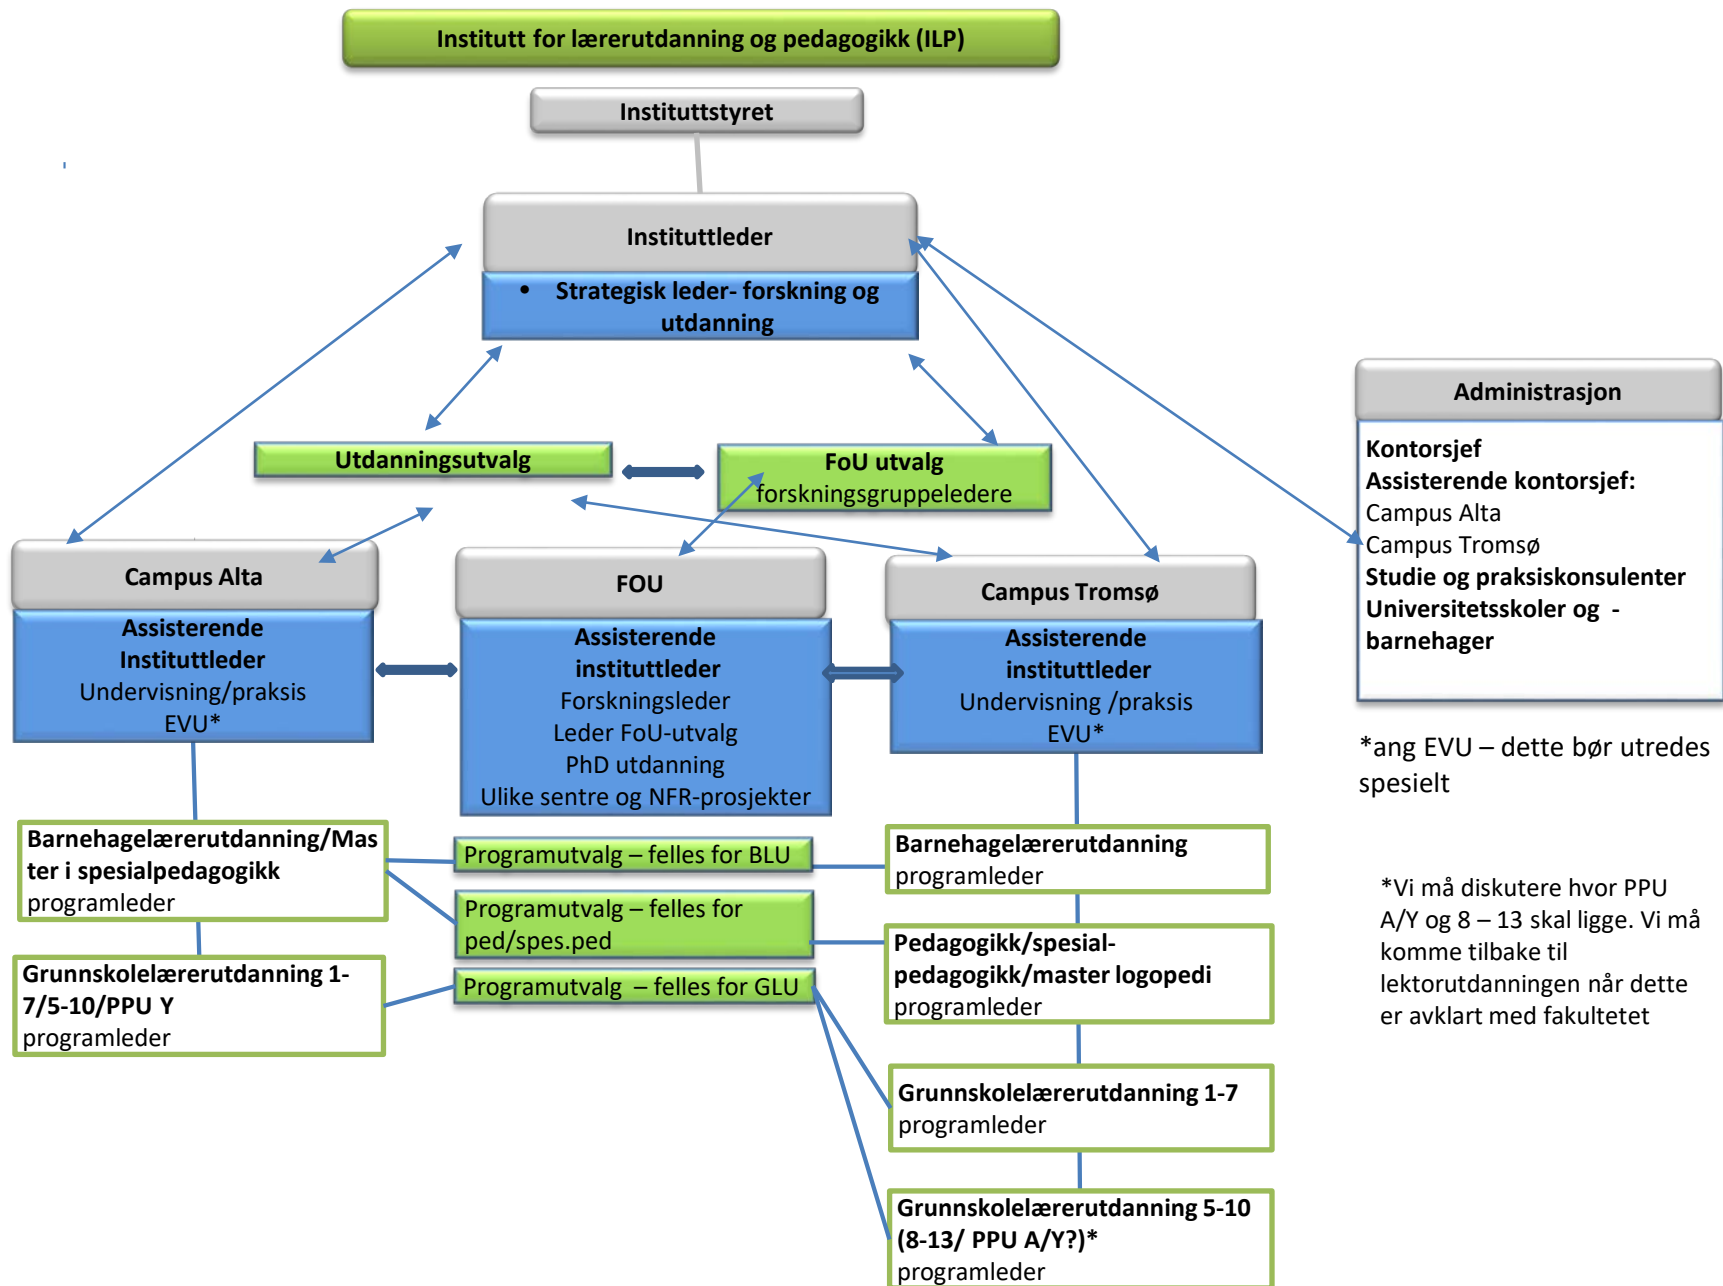 Institutt for lærerutdanning og pedagogikk (ILP)
Instituttstyret
Instituttleder
• Strategisk leder- forskning og
utdanning
Utdanningsutvalg
FoU utvalg
forskningsgruppeledere
Administrasjon
Kontorsjef
Assisterende kontorsjef:
Campus Alta
Campus Tromsø
Studie og praksiskonsulenter
Universitetsskoler og -
barnehager
*ang EVU – dette bør utredes
spesielt
*Vi må diskutere hvor PPU
A/Y og 8 – 13 skal ligge. Vi må
komme tilbake til
lektorutdanningen når dette
er avklart med fakultetet
Campus Alta
Assisterende
Instituttleder
Undervisning/praksis
EVU*
FOU
Assisterende
instituttleder
Forskningsleder
Leder FoU-utvalg
PhD utdanning
Ulike sentre og NFR-prosjekter
Campus Tromsø
Assisterende
instituttleder
Undervisning /praksis
EVU*
Barnehagelærerutdanning/Mas
ter i spesialpedagogikk
programleder
Grunnskolelærerutdanning 1-
7/5-10/PPU Y
programleder
Programutvalg – felles for BLU
Programutvalg – felles for
ped/spes.ped
Programutvalg – felles for GLU
Barnehagelærerutdanning
programleder
Pedagogikk/spesial-
pedagogikk/master logopedi
programleder
Grunnskolelærerutdanning 1-7
programleder
Grunnskolelærerutdanning 5-10
(8-13/ PPU A/Y?)*
programleder